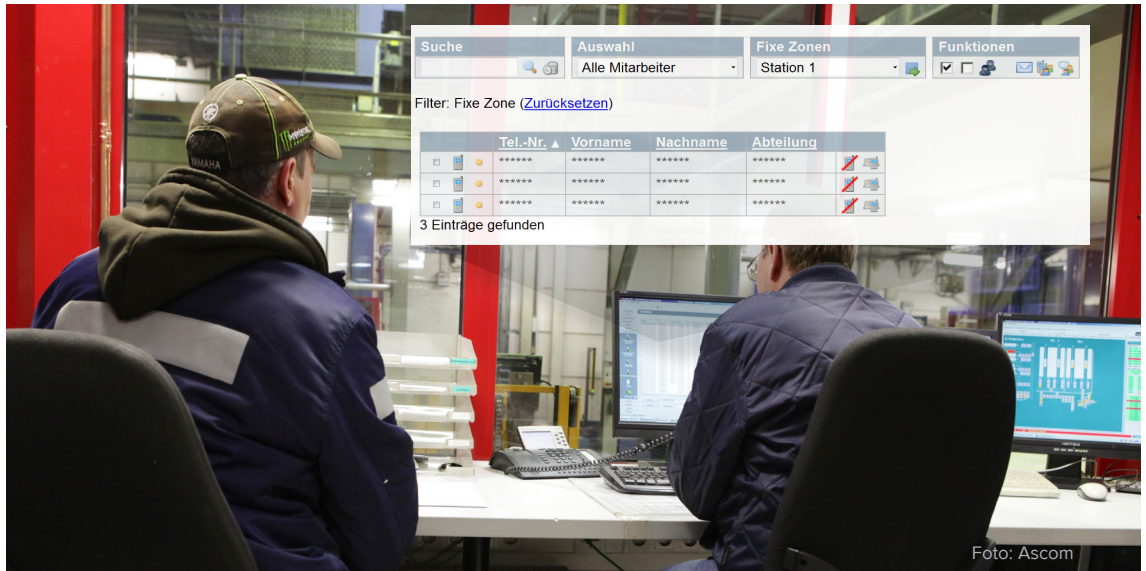 Suche
Auswahl
Fixe Zonen
Funktionen
Alle Mitarbeiter
Station 1
Filter: Fixe Zone (Zurücksetzen)
Tel.-Nr. ▲ Vorname Nachname Abteilung
****** ****** ****** ******
****** ****** ****** ******
****** ****** ****** ******
3 Einträge gefunden
YAMAHA
Foto: Ascom